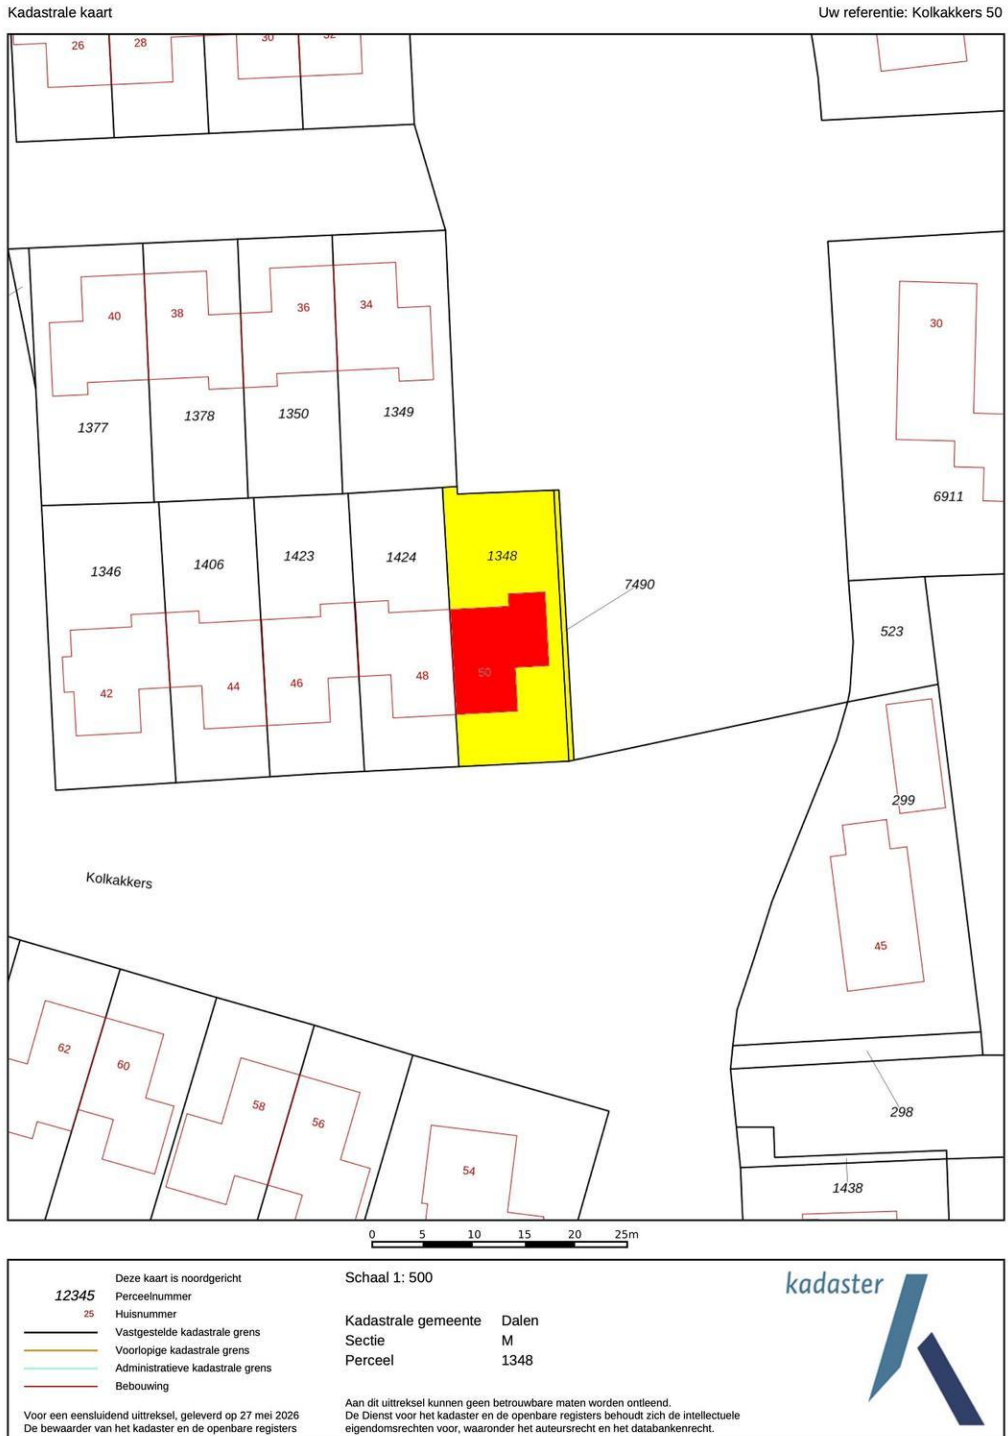 Kadastrale kaart
Uw referentie: Kolkakkers 50
26
28
30
32
40
38
36
34
30
1377
1378
1350
1349
6911
1346
1406
1423
1424
1348
7490
523
42
44
46
48
50
299
Kolkakkers
45
62
60
58
56
54
298
1438
0 5 10 15 20 25m
Deze kaart is noordgericht
12345 Perceelnummer
25 Huisnummer
Vastgestelde kadastrale grens
Voorlopige kadastrale grens
Administratieve kadastrale grens
Bebouwing
Voor een eensluidend uittreksel, geleverd op 27 mei 2026
De bewaarder van het kadaster en de openbare registers
Schaal 1: 500
Kadastrale gemeente Dalen
Sectie M
Perceel 1348
Aan dit uittreksel kunnen geen betrouwbare maten worden ontleend.
De Dienst voor het kadaster en de openbare registers behoudt zich de intellectuele
eigendomsrechten voor, waaronder het auteursrecht en het databankenrecht.
kadaster